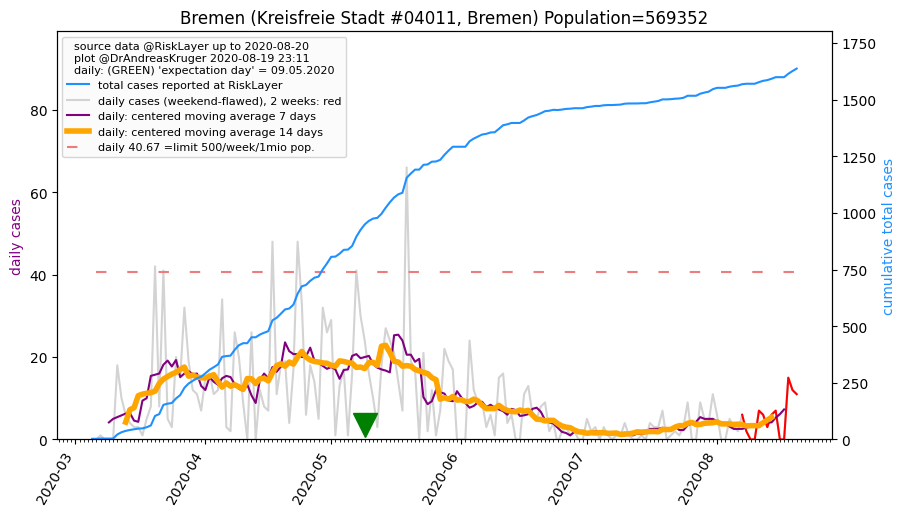 Bremen (Kreisfreie Stadt #04011, Bremen) Population=569352
source data @RiskLayer up to 2020-08-20
plot @DrAndreasKruger 2020-08-19 23:11
daily: (GREEN) 'expectation day' = 09.05.2020
total cases reported at RiskLayer
daily cases (weekend-flawed), 2 weeks: red
daily: centered moving average 7 days
daily: centered moving average 14 days
daily 40.67 =limit 500/week/1mio pop.
daily cases
80
60
40
20
0
1750
1500
1250
1000
750
500
250
0
cumulative total cases
2020-03
2020-04
2020-05
2020-06
2020-07
2020-08